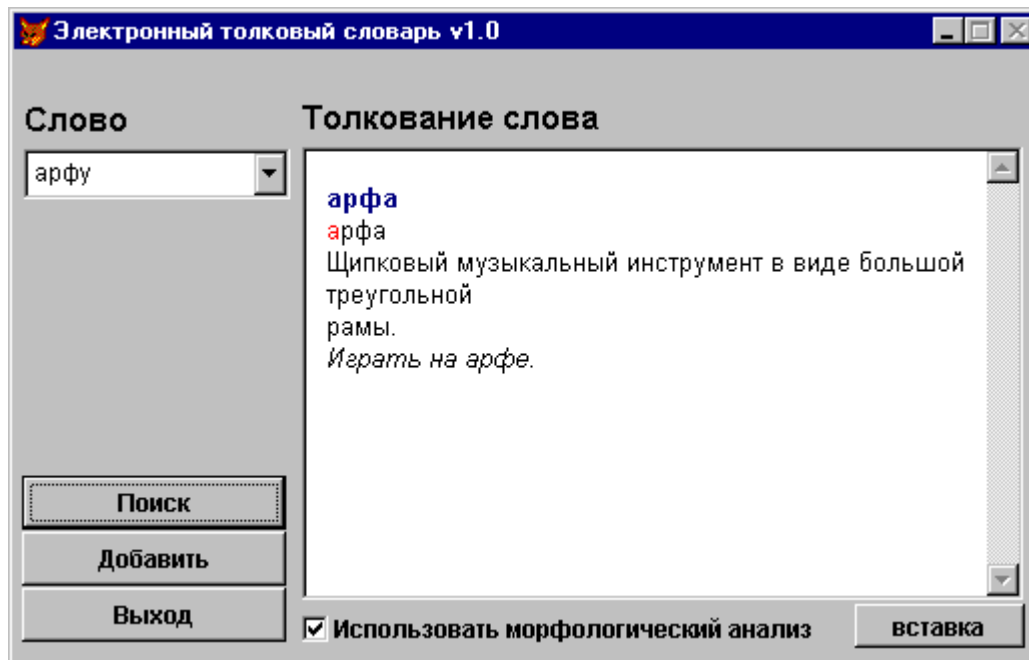 Электронный толковый словарь v1.0
Слово
Толкование слова
арфу
арфа
арфа
Щипковый музыкальный инструмент в виде большой
треугольной
рамы.
Играть на арфе.
Поиск
Добавить
Выход
Использовать морфологический анализ
вставка